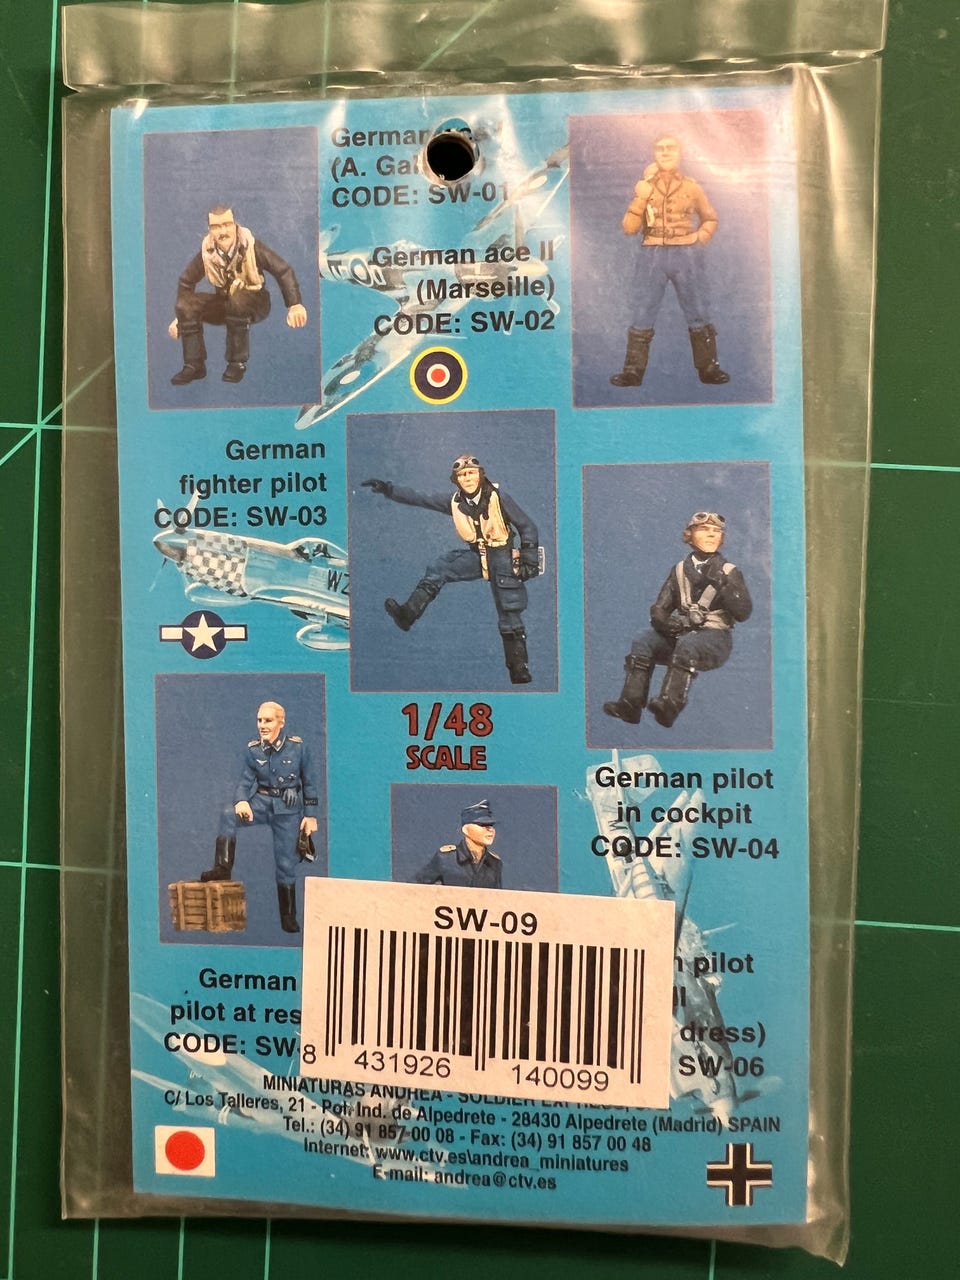 German
(A. Gal
CODE: SW-01
German ace II
(Marseille)
CODE: SW-02
German
fighter pilot
CODE: SW-03
WZ
1/48
SCALE
German pilot
in cockpit
CODE: SW-04
SW-09
8 431926 140099
German
pilot at res
CODE: SW-
pilot
dress)
SW-06
MINIATURAS ANDREA - SOLDIER
C/ Los Talleres, 21 - Pol. Ind. de Alpedrete - 28430 Alpedrete (Madrid) SPAIN
Tel.: (34) 91 857 00 08 - Fax: (34) 91 857 00 48
Internet: www.ctv.es\andrea_miniatures
E-mail: andrea@ctv.es